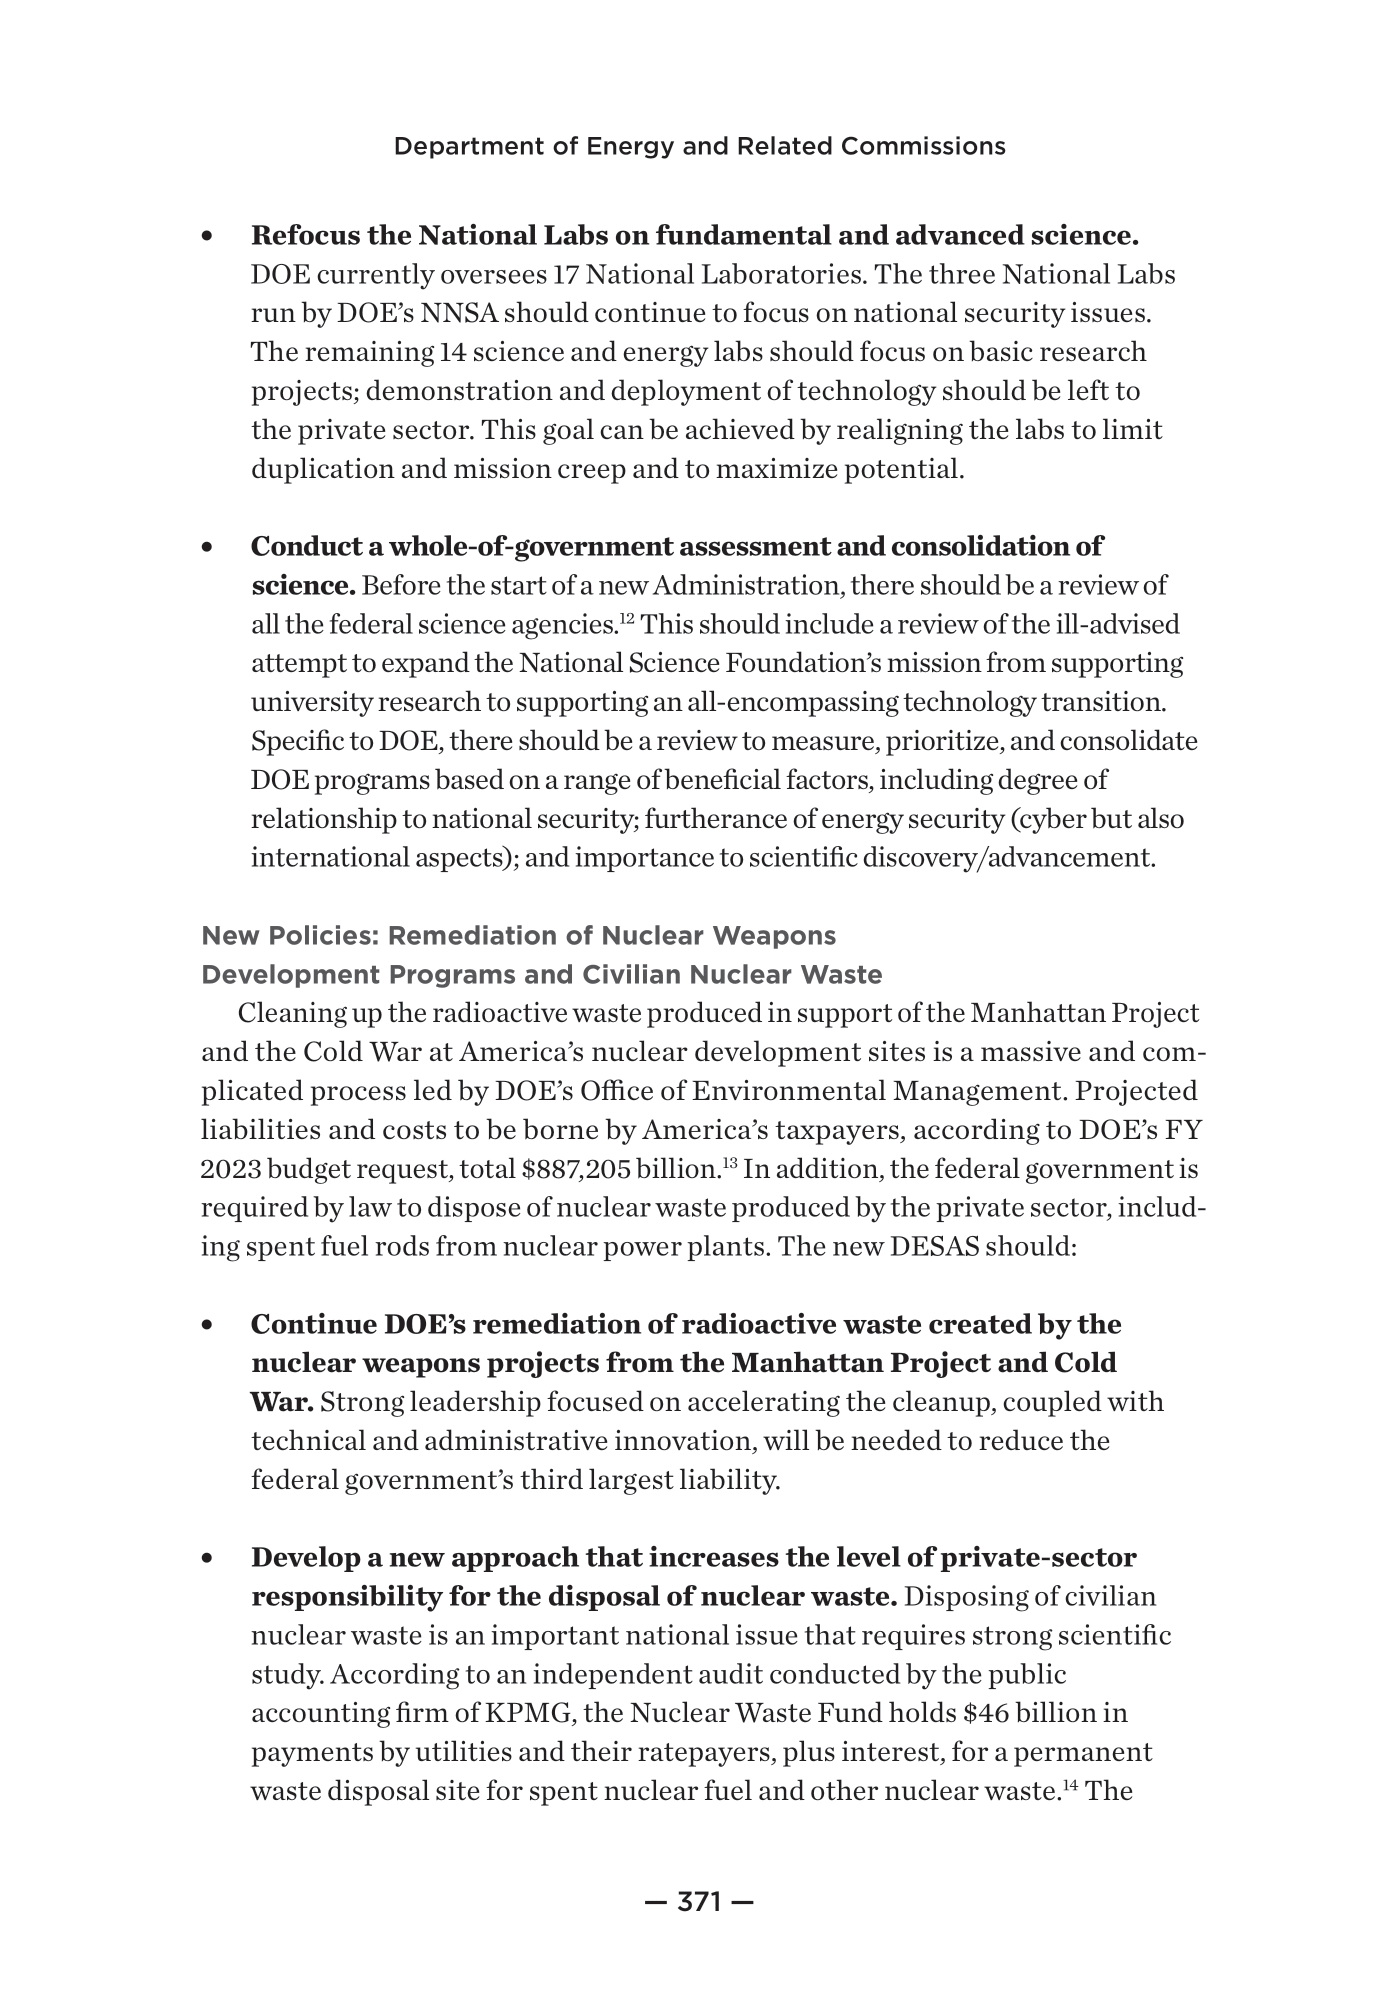 Department of Energy and Related Commissions
• Refocus the National Labs on fundamental and advanced science.
DOE currently oversees 17 National Laboratories. The three National Labs
run by DOE’s NNSA should continue to focus on national security issues.
The remaining 14 science and energy labs should focus on basic research
projects; demonstration and deployment of technology should be left to
the private sector. This goal can be achieved by realigning the labs to limit
duplication and mission creep and to maximize potential.
• Conduct a whole-of-government assessment and consolidation of
science. Before the start of a new Administration, there should be a review of
all the federal science agencies.12 This should include a review of the ill-advised
attempt to expand the National Science Foundation’s mission from supporting
university research to supporting an all-encompassing technology transition.
Specific to DOE, there should be a review to measure, prioritize, and consolidate
DOE programs based on a range of beneficial factors, including degree of
relationship to national security; furtherance of energy security (cyber but also
international aspects); and importance to scientific discovery/advancement.
New Policies: Remediation of Nuclear Weapons
Development Programs and Civilian Nuclear Waste
Cleaning up the radioactive waste produced in support of the Manhattan Project
and the Cold War at America’s nuclear development sites is a massive and com-
plicated process led by DOE’s Office of Environmental Management. Projected
liabilities and costs to be borne by America’s taxpayers, according to DOE’s FY
2023 budget request, total $887,205 billion.13 In addition, the federal government is
required by law to dispose of nuclear waste produced by the private sector, includ-
ing spent fuel rods from nuclear power plants. The new DESAS should:
• Continue DOE’s remediation of radioactive waste created by the
nuclear weapons projects from the Manhattan Project and Cold
War. Strong leadership focused on accelerating the cleanup, coupled with
technical and administrative innovation, will be needed to reduce the
federal government’s third largest liability.
• Develop a new approach that increases the level of private-sector
responsibility for the disposal of nuclear waste. Disposing of civilian
nuclear waste is an important national issue that requires strong scientific
study. According to an independent audit conducted by the public
accounting firm of KPMG, the Nuclear Waste Fund holds $46 billion in
payments by utilities and their ratepayers, plus interest, for a permanent
waste disposal site for spent nuclear fuel and other nuclear waste.14 The
— 371 —